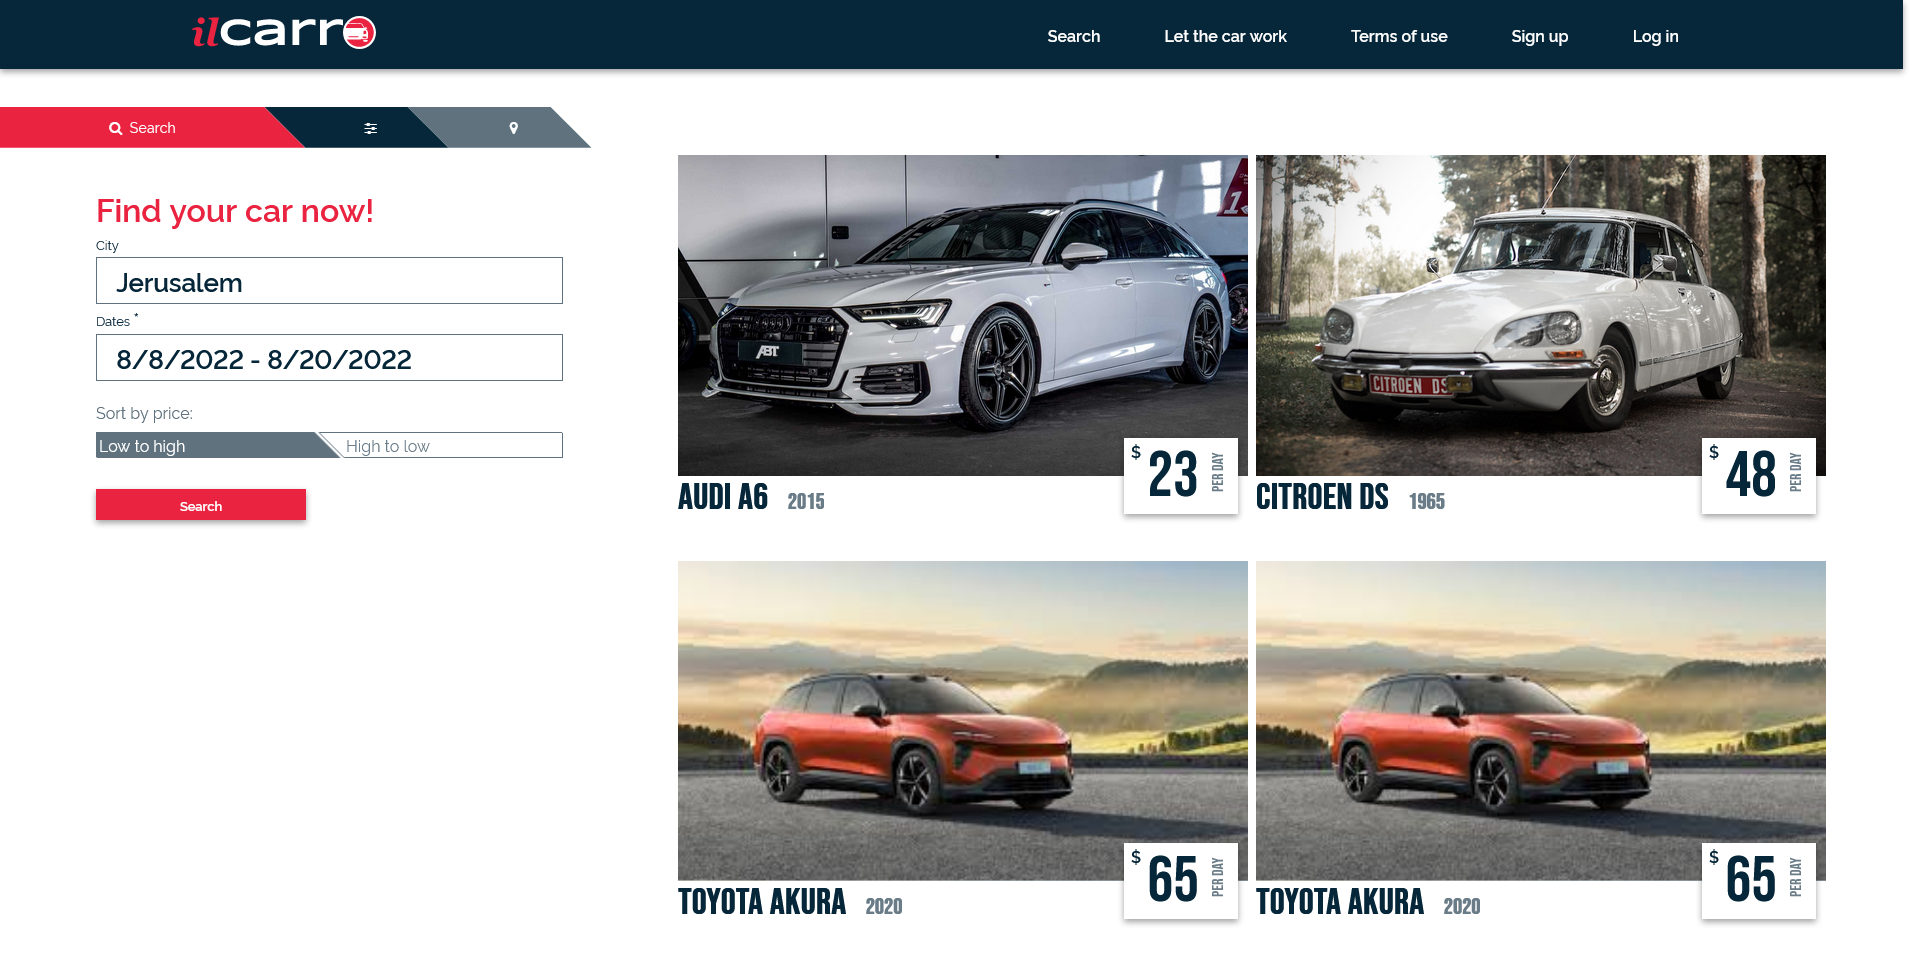 ilcarro
Search
Let the car work
Terms of use
Sign up
Log in
Search
Find your car now!
City
Jerusalem
Dates *
8/8/2022 - 8/20/2022
Sort by price:
Low to high
High to low
Search
1
ABT
$ 23 PER DAY
AUDI A6 2015
CITROEN DS
$ 48 PER DAY
CITROEN DS 1965
$ 65 PER DAY
TOYOTA AKURA 2020
$ 65 PER DAY
TOYOTA AKURA 2020